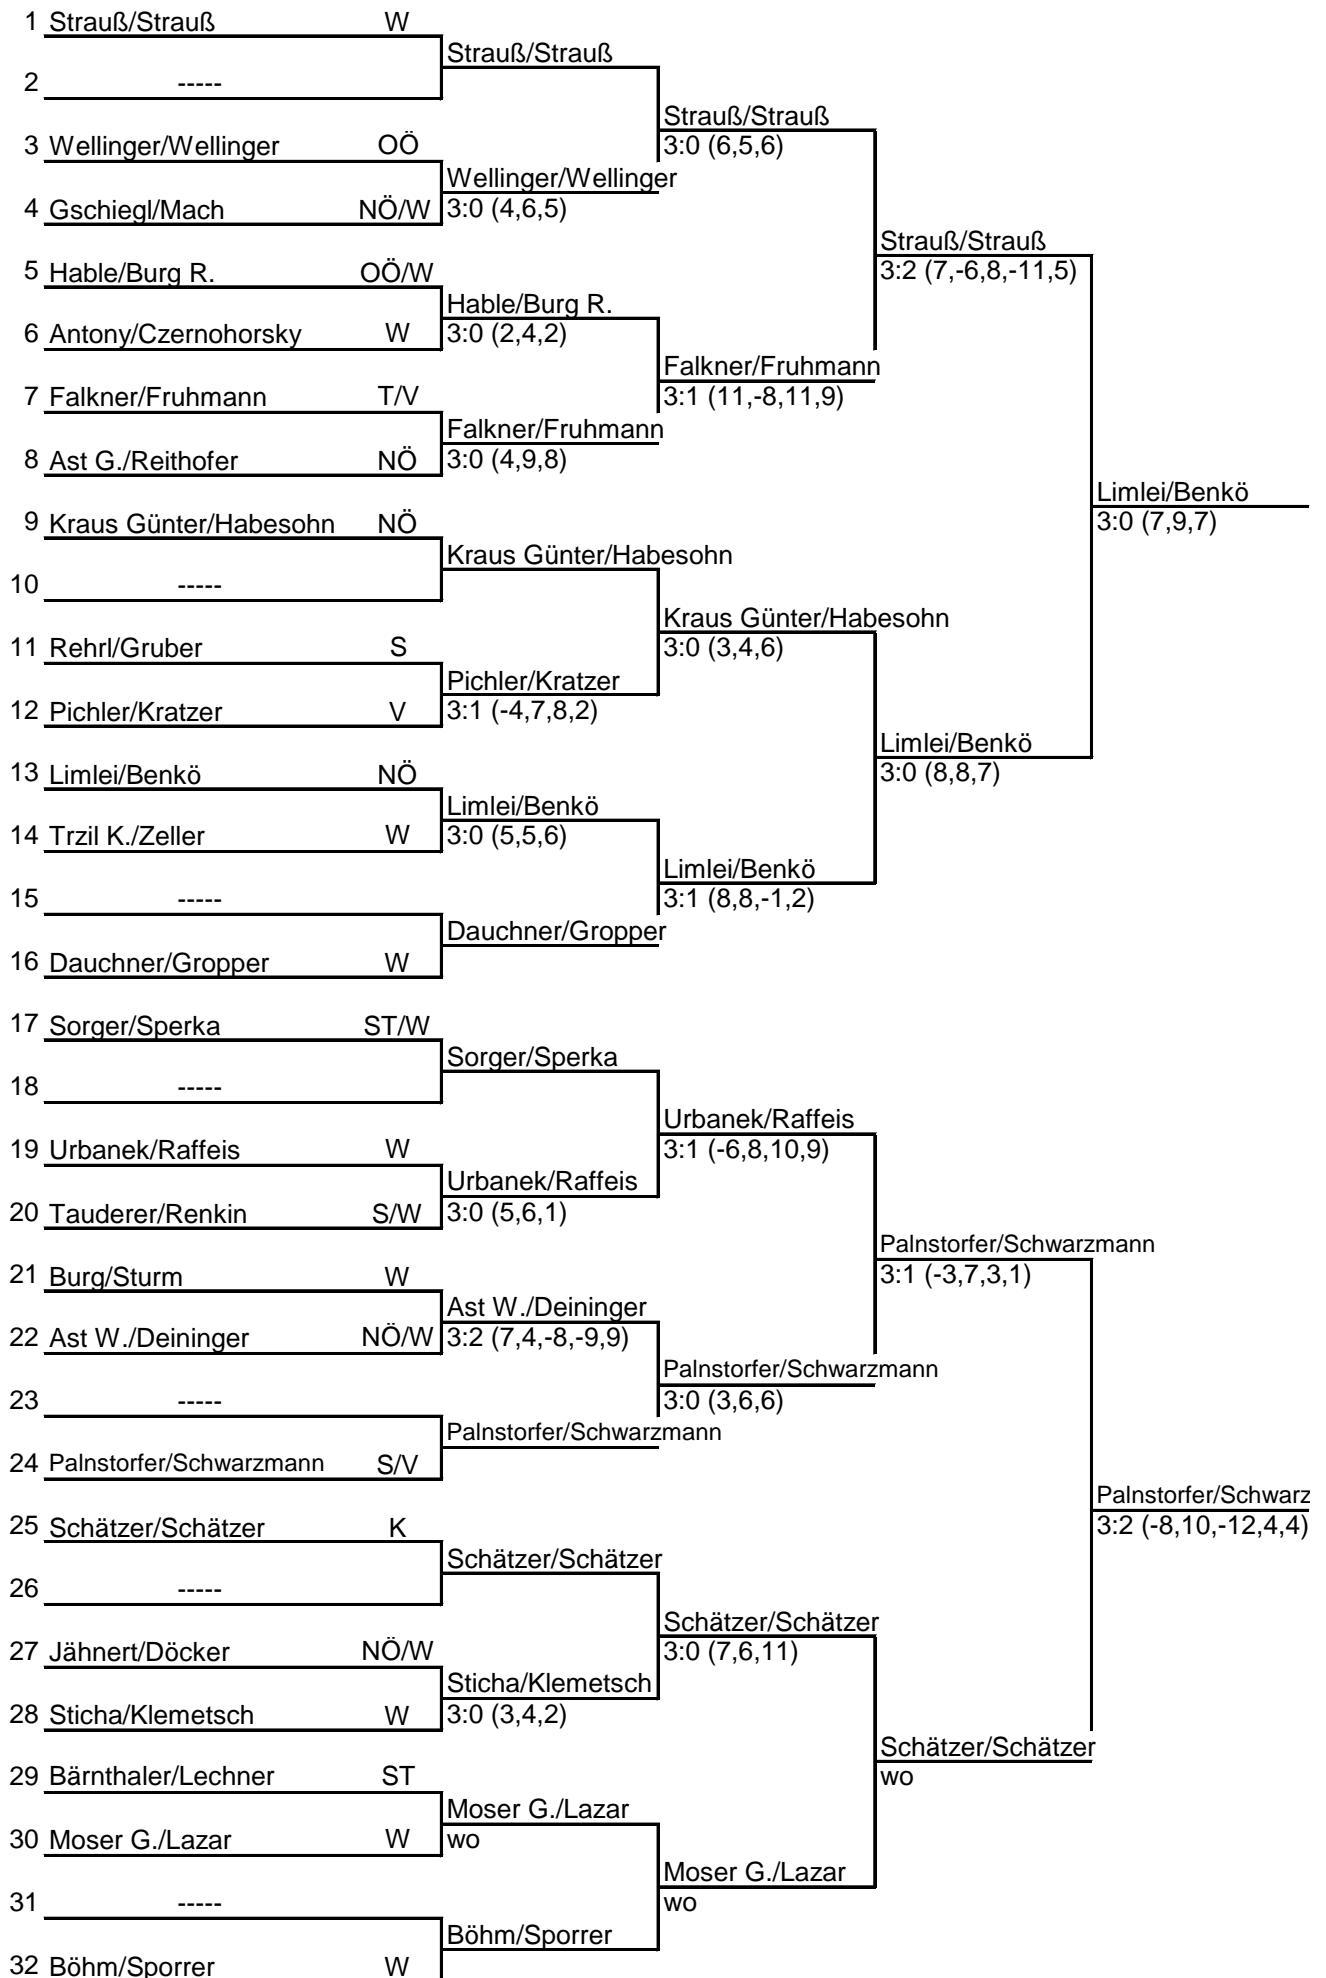 1 Strauß/Strauß W
Strauß/Strauß
2 -----
Strauß/Strauß
3 Wellinger/Wellinger OÖ
3:0 (6,5,6)
Wellinger/Wellinger
4 Gschiegl/Mach NÖ/W
3:0 (4,6,5)
Strauß/Strauß
5 Hable/Burg R. OÖ/W
3:2 (7,-6,8,-11,5)
Hable/Burg R.
6 Antony/Czernohorsky W
3:0 (2,4,2)
Falkner/Fruhmann
7 Falkner/Fruhmann T/V
3:1 (11,-8,11,9)
Falkner/Fruhmann
8 Ast G./Reithofer NÖ
3:0 (4,9,8)
Limlei/Benkö
9 Kraus Günter/Habesohn NÖ
3:0 (7,9,7)
Kraus Günter/Habesohn
10 -----
Kraus Günter/Habesohn
11 Rehrl/Gruber S
3:0 (3,4,6)
Pichler/Kratzer
12 Pichler/Kratzer V
3:1 (-4,7,8,2)
Limlei/Benkö
13 Limlei/Benkö NÖ
3:0 (8,8,7)
Limlei/Benkö
14 Trzil K./Zeller W
3:0 (5,5,6)
Limlei/Benkö
15 -----
3:1 (8,8,-1,2)
Dauchner/Gropper
16 Dauchner/Gropper W
17 Sorger/Sperka ST/W
Sorger/Sperka
18 -----
Urbanek/Raffeis
19 Urbanek/Raffeis W
3:1 (-6,8,10,9)
Urbanek/Raffeis
20 Tauderer/Renkin S/W
3:0 (5,6,1)
Palnstorfer/Schwarzmann
21 Burg/Sturm W
3:1 (-3,7,3,1)
Ast W./Deininger
22 Ast W./Deininger NÖ/W
3:2 (7,4,-8,-9,9)
Palnstorfer/Schwarzmann
23 -----
3:0 (3,6,6)
Palnstorfer/Schwarzmann
24 Palnstorfer/Schwarzmann S/V
Palnstorfer/Schwarz
25 Schätzer/Schätzer K
3:2 (-8,10,-12,4,4)
Schätzer/Schätzer
26 -----
Schätzer/Schätzer
27 Jähnert/Döcker NÖ/W
3:0 (7,6,11)
Sticha/Klemetsch
28 Sticha/Klemetsch W
3:0 (3,4,2)
Schätzer/Schätzer
29 Bärnthaler/Lechner ST
wo
Moser G./Lazar
30 Moser G./Lazar W
wo
Moser G./Lazar
31 -----
wo
Böhm/Sporrer
32 Böhm/Sporrer W